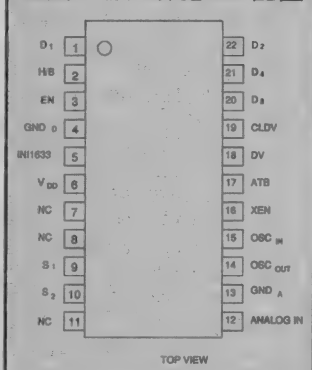 D1 1 22 D2
H/B 2 21 D4
EN 3 20 D8
GND D 4 19 CLDV
INI1633 5 18 DV
VDD 6 17 ATB
NC 7 16 XEN
NC 8 15 OSC IN
S1 9 14 OSC OUT
S2 10 13 GND A
NC 11 12 ANALOG IN
TOP VIEW